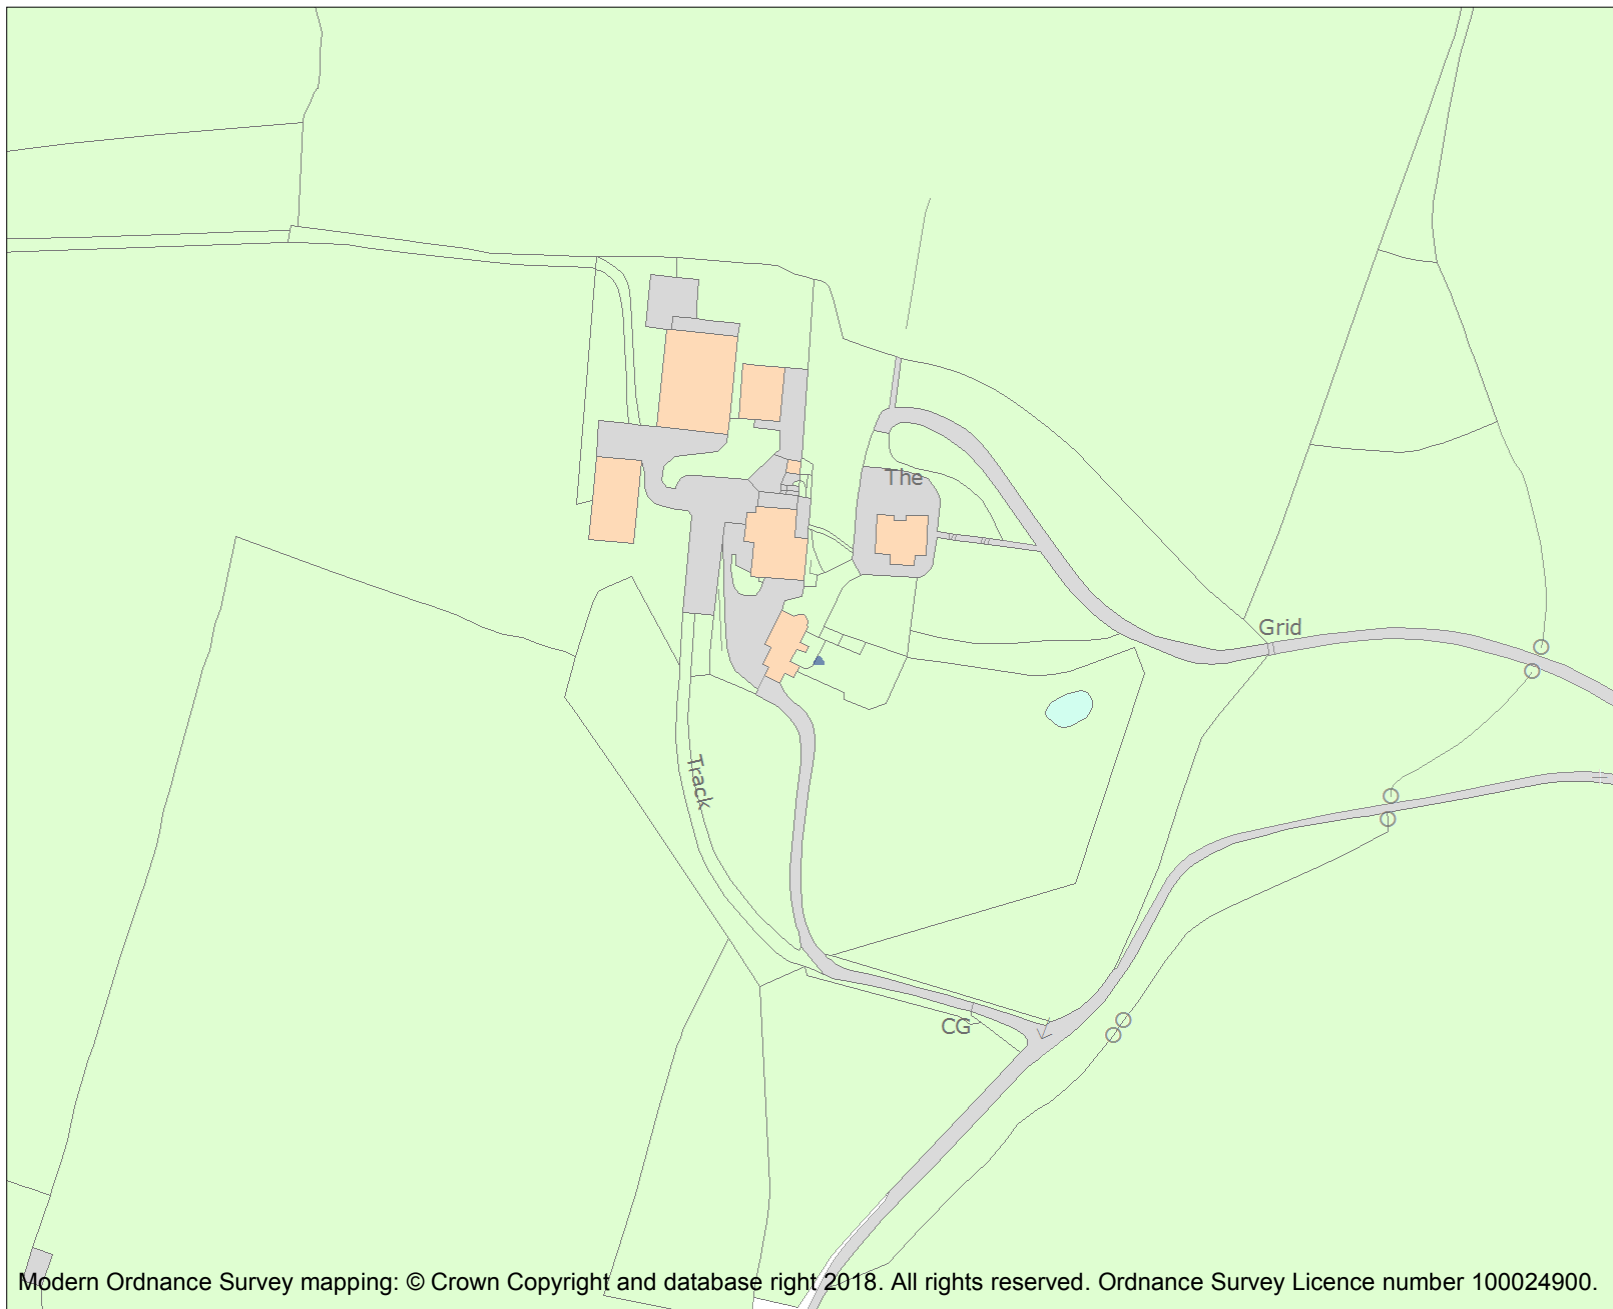 The
Grid
Track
CG
Modern Ordnance Survey mapping: © Crown Copyright and database right 2018. All rights reserved. Ordnance Survey Licence number 100024900.